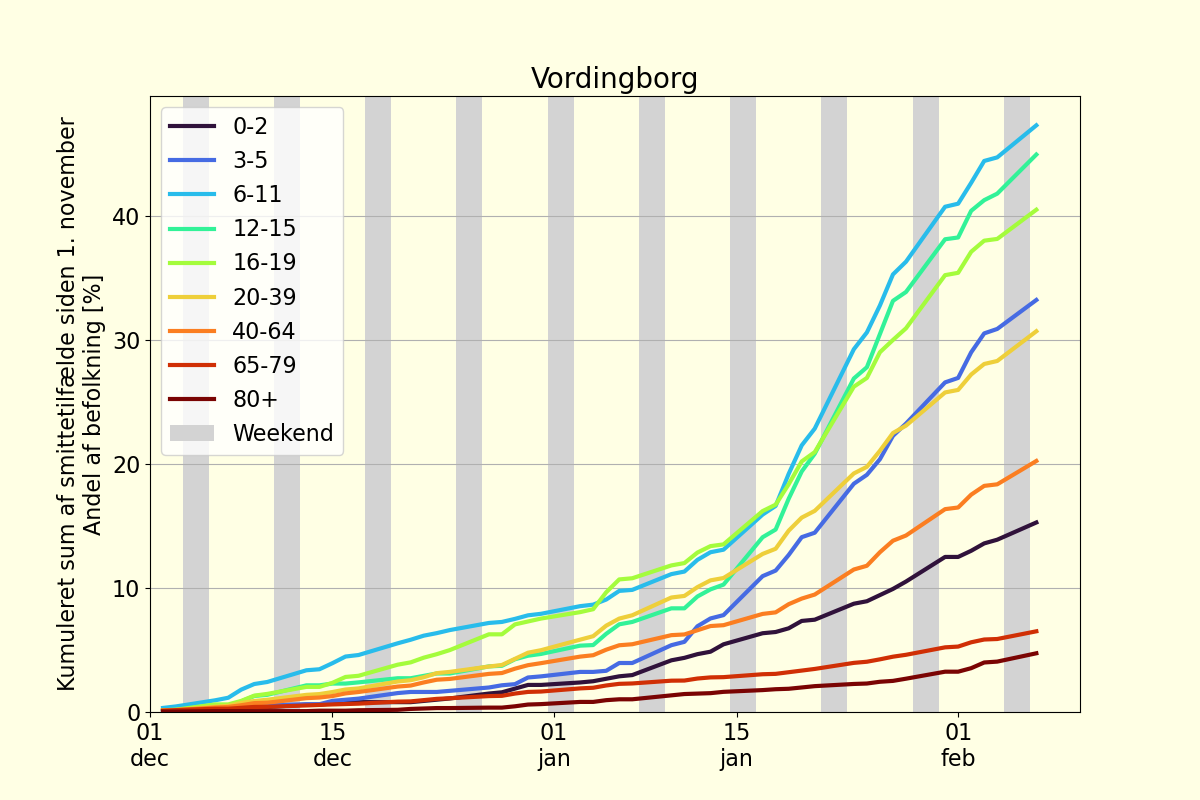 Vordingborg
Kumuleret sum af smittetilfælde siden 1. november
Andel af befolkning [%]
40
30
20
10
0
0-2
3-5
6-11
12-15
16-19
20-39
40-64
65-79
80+
Weekend
01 dec
15 dec
01 jan
15 jan
01 feb